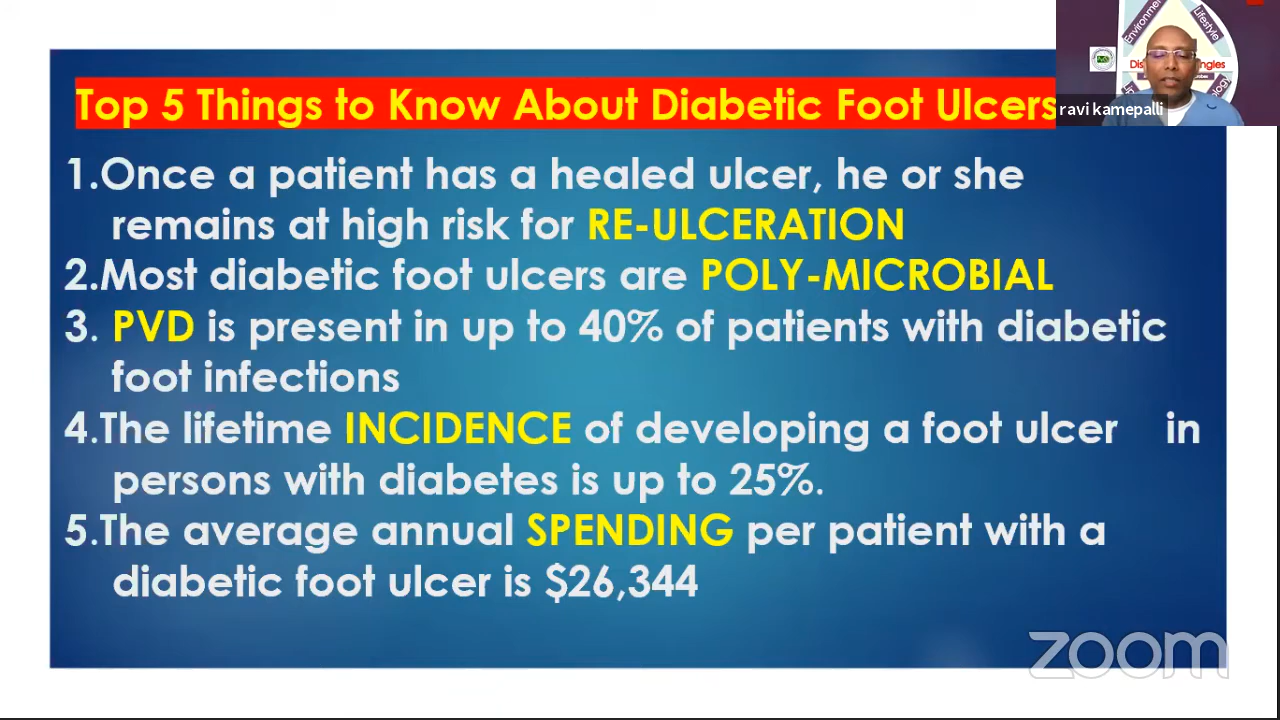 Top 5 Things to Know About Diabetic Foot Ulcers
1.Once a patient has a healed ulcer, he or she
remains at high risk for RE-ULCERATION
2.Most diabetic foot ulcers are POLY-MICROBIAL
3. PVD is present in up to 40% of patients with diabetic
foot infections
4.The lifetime INCIDENCE of developing a foot ulcer in
persons with diabetes is up to 25%.
5.The average annual SPENDING per patient with a
diabetic foot ulcer is $26,344
Lifestyle
ravi kamepalli
zoom